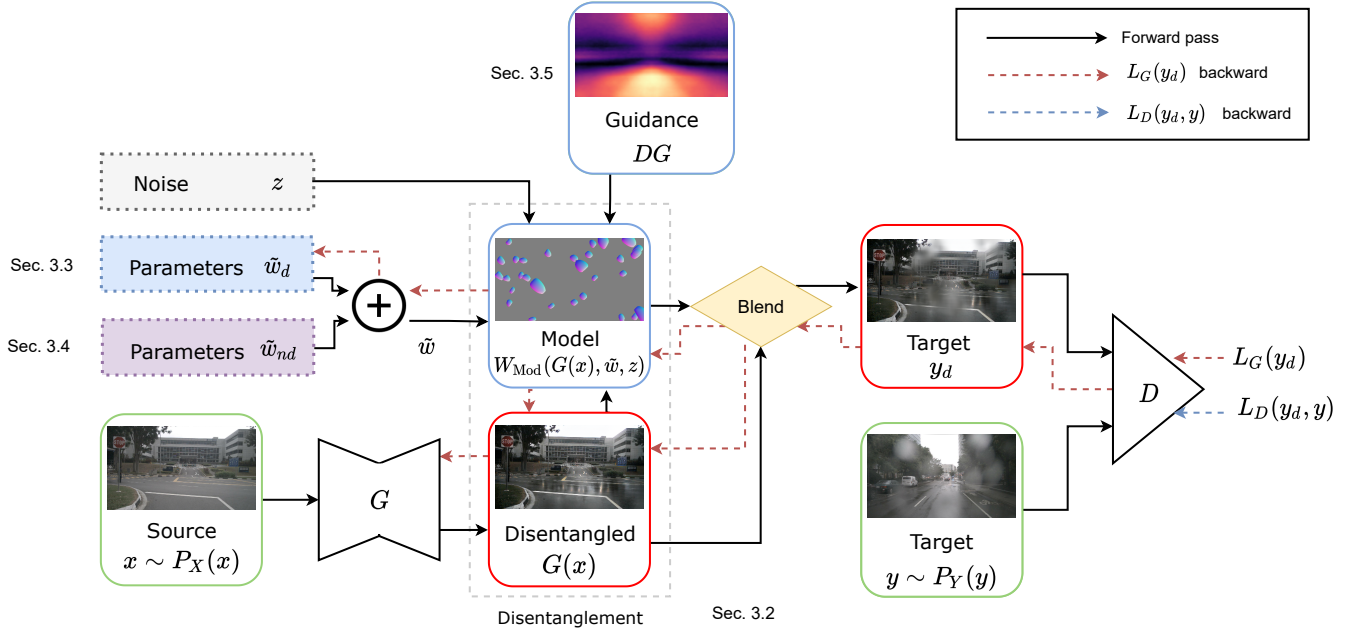 Sec. 3.5
Guidance
DG
Forward pass
L_G(y_d) backward
L_D(y_d, y) backward
Noise z
Sec. 3.3
Parameters w̃_d
Sec. 3.4
Parameters w̃_nd
+
w̃
Model
W_Mod(G(x), w̃, z)
Blend
Target
y_d
D
L_G(y_d)
L_D(y_d, y)
Source
x ∼ P_X(x)
G
Disentangled
G(x)
Target
y ∼ P_Y(y)
Disentanglement
Sec. 3.2